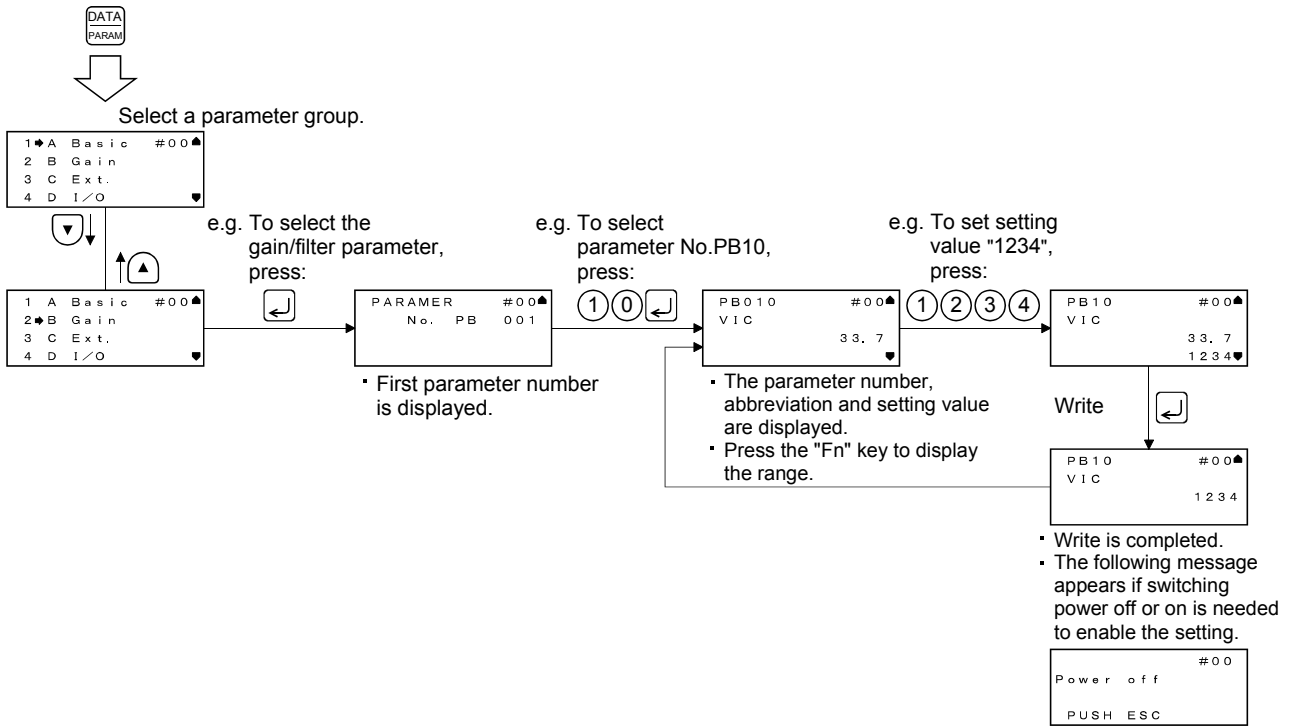 DATA
PARAM
Select a parameter group.
1 A Basic #00
2 B Gain
3 C Ext.
4 D I/O
e.g. To select the
gain/filter parameter,
press:
e.g. To select
parameter No.PB10,
press:
e.g. To set setting
value "1234",
press:
1 A Basic #00
2 B Gain
3 C Ext.
4 D I/O
PARAMER #00
No. PB 001
1 0
PB010 #00
VIC
33. 7
1 2 3 4
PB10 #00
VIC
33. 7
1234
▪ First parameter number
is displayed.
▪ The parameter number,
abbreviation and setting value
are displayed.
▪ Press the "Fn" key to display
the range.
Write
PB10 #00
VIC
1234
▪ Write is completed.
▪ The following message
appears if switching
power off or on is needed
to enable the setting.
#00
Power off
PUSH ESC